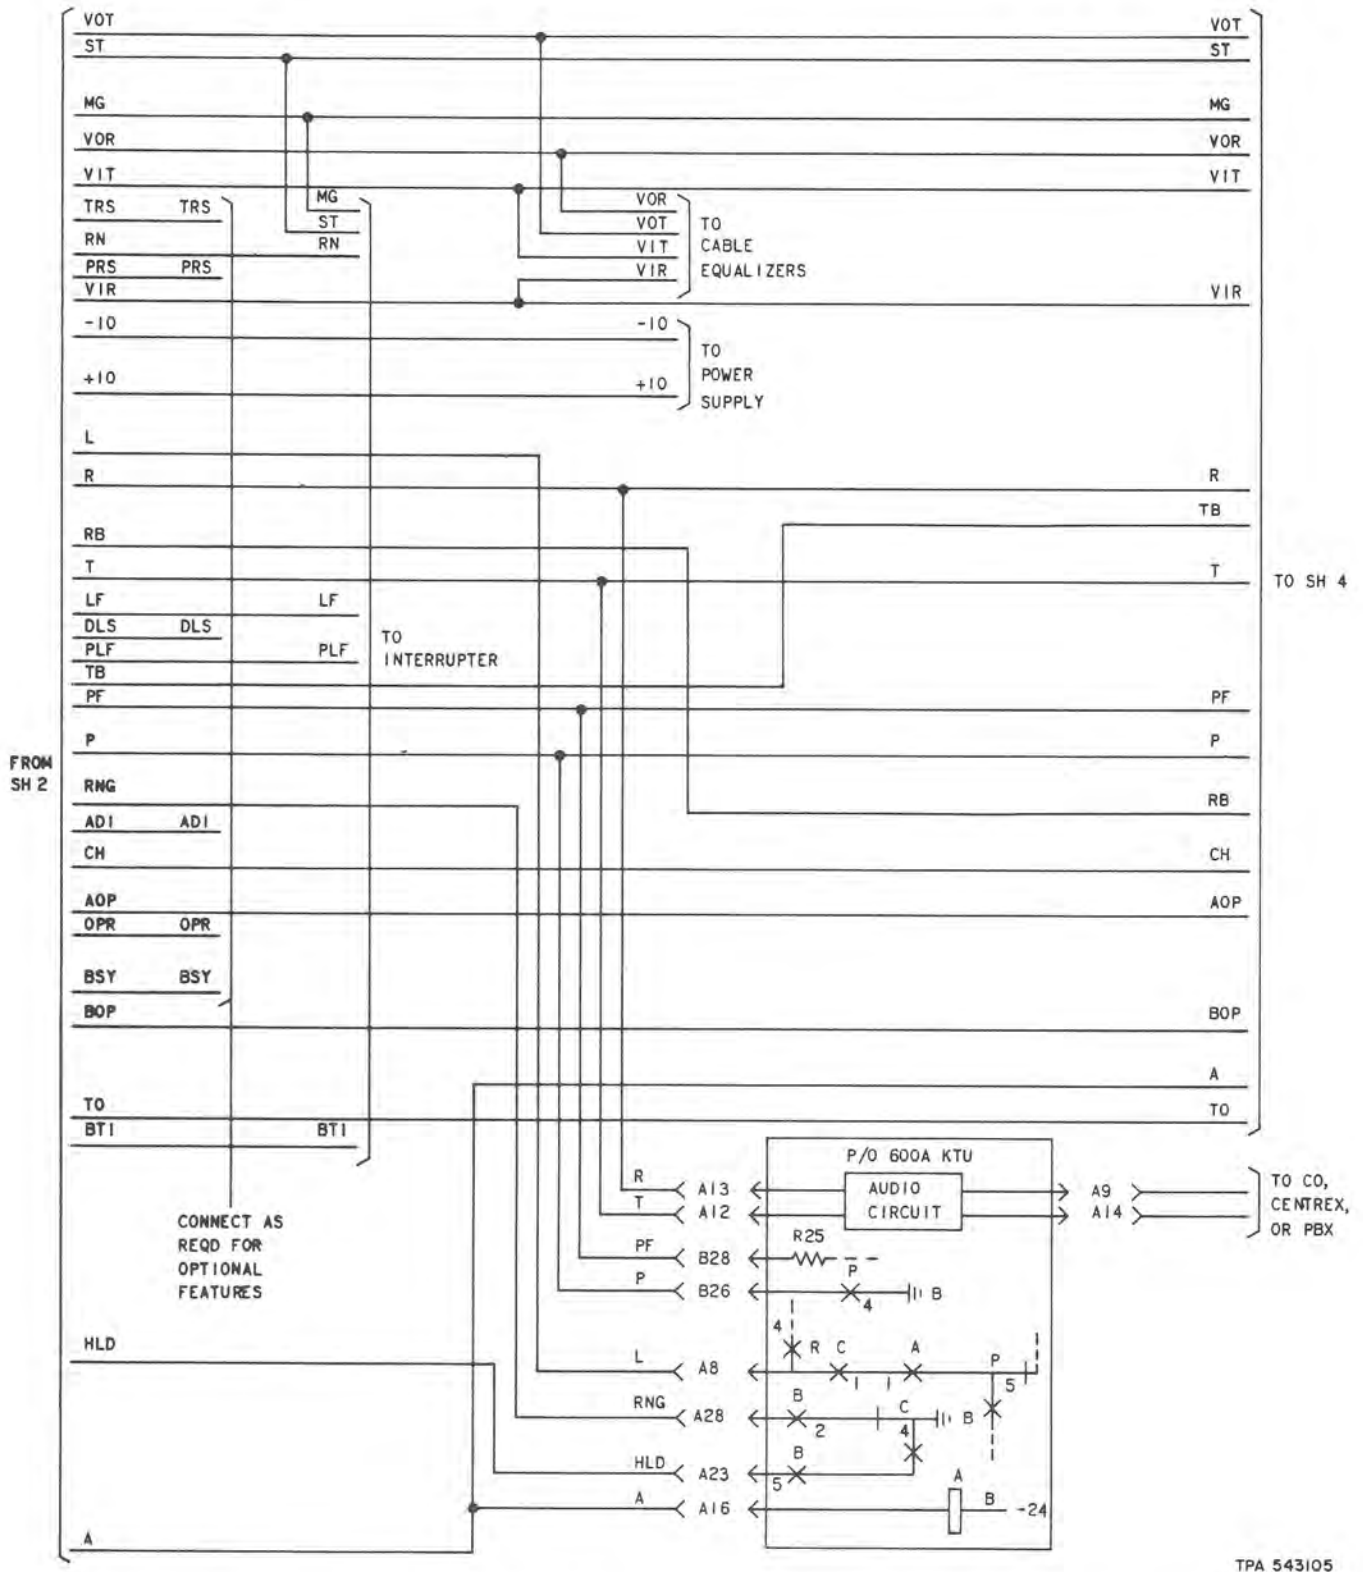 VOT VOT
ST ST
MG MG
VOR VOR
VIT VIT
MG VOR
TRS TRS ST VOT TO
RN RN VIT CABLE
PRS PRS VIR EQUALIZERS
VIR VIR
-10 -10 TO
POWER
+10 +10 SUPPLY
L
R R
TB
RB
T T TO SH 4
LF LF
DLS DLS TO
PLF PLF INTERRUPTER
TB
PF PF
P P
FROM
SH 2
RNG RB
ADI ADI
CH CH
AOP AOP
OPR OPR
BSY BSY
BOP BOP
A
TO TO
BTI BTI
P/O 600A KTU
R A13 AUDIO A9 TO CO,
T A12 CIRCUIT A14 CENTREX,
OR PBX
CONNECT AS
REQD FOR
OPTIONAL
FEATURES
R25
PF B28
P B26 P 4 B
4
HLD
L A8 R C 1 1 A P 5
RNG A28 B 2 C 4 B
HLD A23 5 B
A A16 A B -24
A
TPA 543105